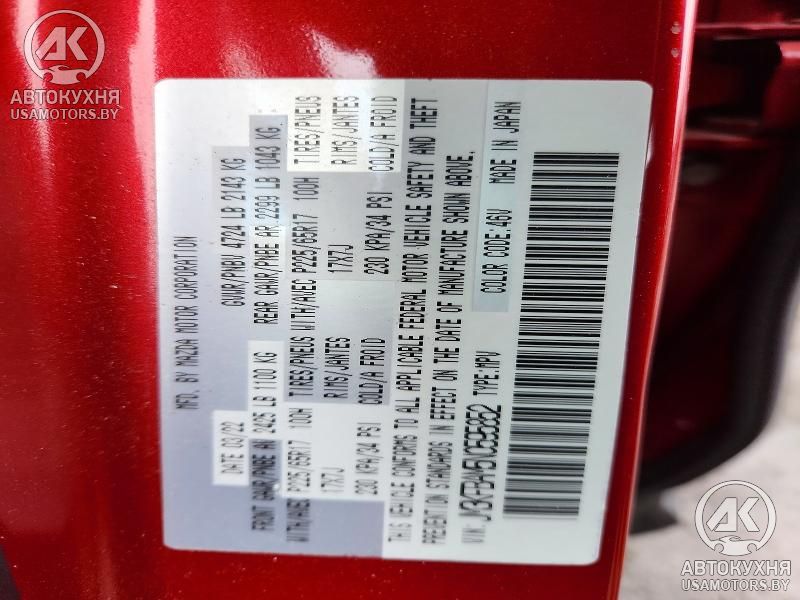 АК
АВТОКУХНЯ
USAMOTORS.BY
MFD. BY MAZDA MOTOR CORPORATION
DATE 03/22 GVWR/PNBV 4724 LB 2143 KG
FRONT GAWR/PNBE AV 2425 LB 1100 KG REAR GAWR/PNBE AR 2299 LB 1043 KG
WITH/AVEC P225/65R17 100H TIRES/PNEUS WITH/AVEC P225/65R17 100H TIRES/PNEUS
17X7J RIMS/JANTES 17X7J RIMS/JANTES
230 KPA/34 PSI COLD/A FROID 230 KPA/34 PSI COLD/A FROID
THIS VEHICLE CONFORMS TO ALL APPLICABLE FEDERAL MOTOR VEHICLE SAFETY AND THEFT
PREVENTION STANDARDS IN EFFECT ON THE DATE OF MANUFACTURE SHOWN ABOVE.
VIN: TYPE:MPV COLOR CODE:46V MADE IN JAPAN
АК
АВТОКУХНЯ
USAMOTORS.BY